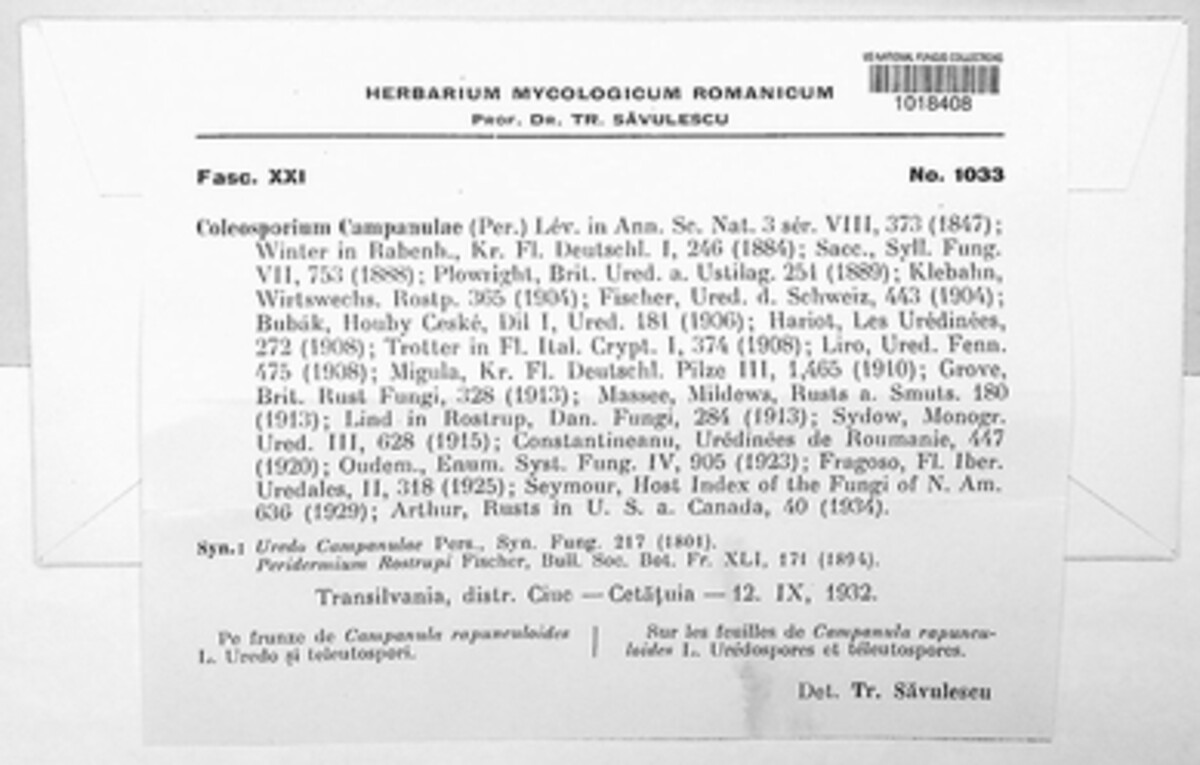 US NATIONAL FUNGUS COLLECTIONS
1018408
HERBARIUM MYCOLOGICUM ROMANICUM
PROF. DR. TR. SĂVULESCU
Fasc. XXI No. 1033
Coleosporium Campanulae (Per.) Lév. in Ann. Sc. Nat. 3 sér. VIII, 373 (1847);
Winter in Rabenh., Kr. Fl. Deutschl. I, 246 (1884); Sacc., Syll. Fung.
VII, 753 (1888); Plowright, Brit. Ured. a. Ustilag. 251 (1889); Klebahn,
Wirtswechs. Rostp. 365 (1904); Fischer, Ured. d. Schweiz, 443 (1904);
Bubák, Houby Ceské, Dil I, Ured. 181 (1906); Hariot, Les Urédinées,
272 (1908); Trotter in Fl. Ital. Crypt. I, 374 (1908); Liro, Ured. Fenn.
475 (1908); Migula, Kr. Fl. Deutschl. Pilze III, 1,465 (1910); Grove,
Brit. Rust Fungi, 328 (1913); Massee, Mildews, Rusts a. Smuts. 180
(1913); Lind in Rostrup, Dan. Fungi, 284 (1913); Sydow, Monogr.
Ured. III, 628 (1915); Constantineanu, Urédinées de Roumanie, 447
(1920); Oudem., Enum. Syst. Fung. IV, 905 (1923); Fragoso, Fl. Iber.
Uredales, II, 318 (1925); Seymour, Host Index of the Fungi of N. Am.
636 (1929); Arthur, Rusts in U. S. a. Canada, 40 (1934).
Syn.: Uredo Campanulae Pers., Syn. Fung. 217 (1801).
Peridermium Rostrupi Fischer, Bull. Soc. Bot. Fr. XLI, 171 (1894).
Transilvania, distr. Ciuc — Cetățuia — 12. IX, 1932.
Pe frunze de Campanula rapunculoides
L. Uredo și teleutospori.
Sur les feuilles de Campanula rapuncu-
loides L. Urédospores et téleutospores.
Det. Tr. Săvulescu